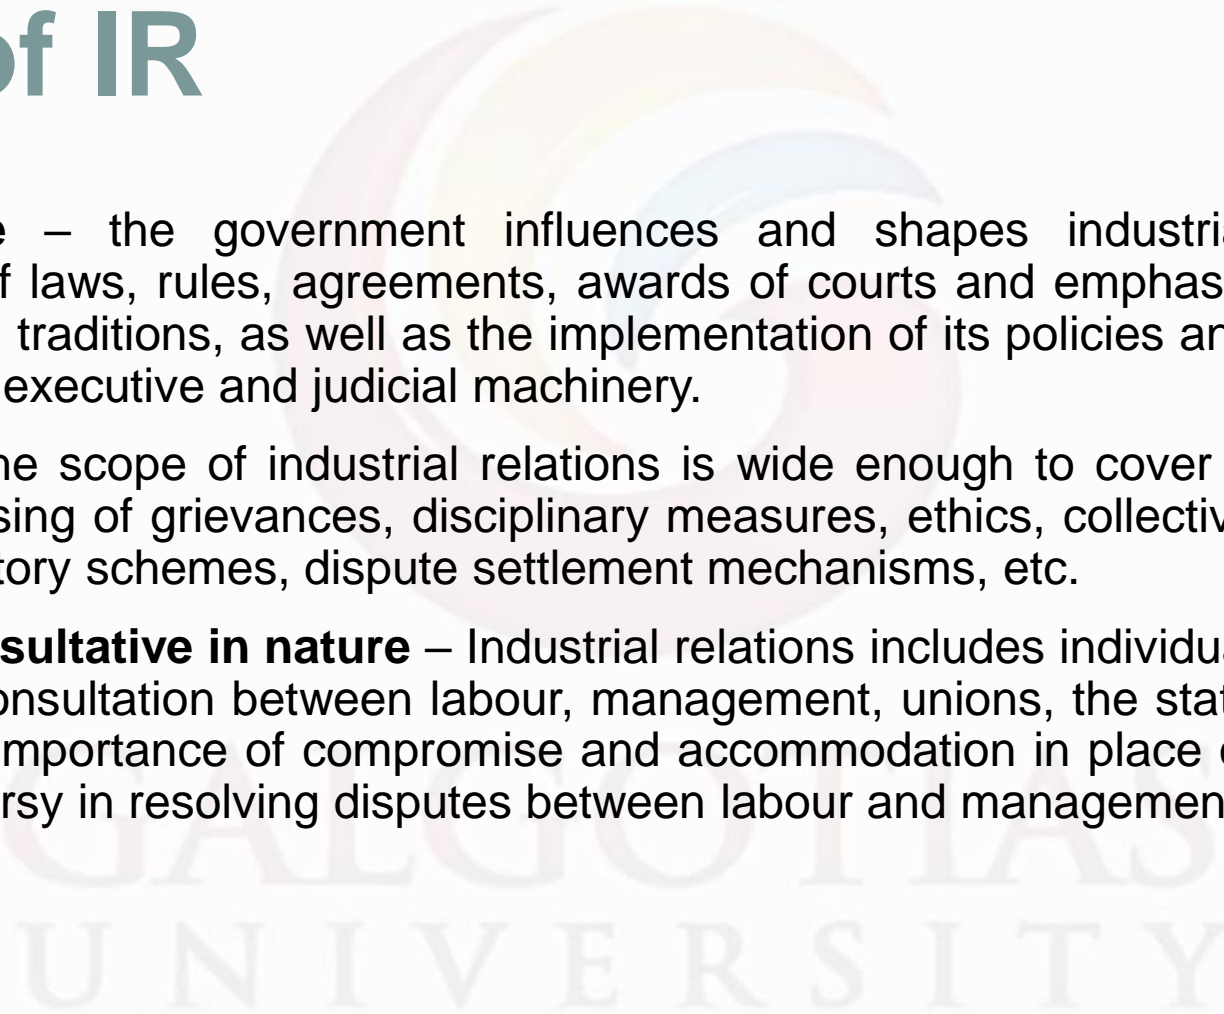 of IR
e – the government influences and shapes industria
f laws, rules, agreements, awards of courts and emphas
traditions, as well as the implementation of its policies an
executive and judicial machinery.
he scope of industrial relations is wide enough to cover
sing of grievances, disciplinary measures, ethics, collectiv
tory schemes, dispute settlement mechanisms, etc.
sultative in nature – Industrial relations includes individua
onsultation between labour, management, unions, the stat
importance of compromise and accommodation in place o
rsy in resolving disputes between labour and managemen
GALGOTIAS
UNIVERSITY